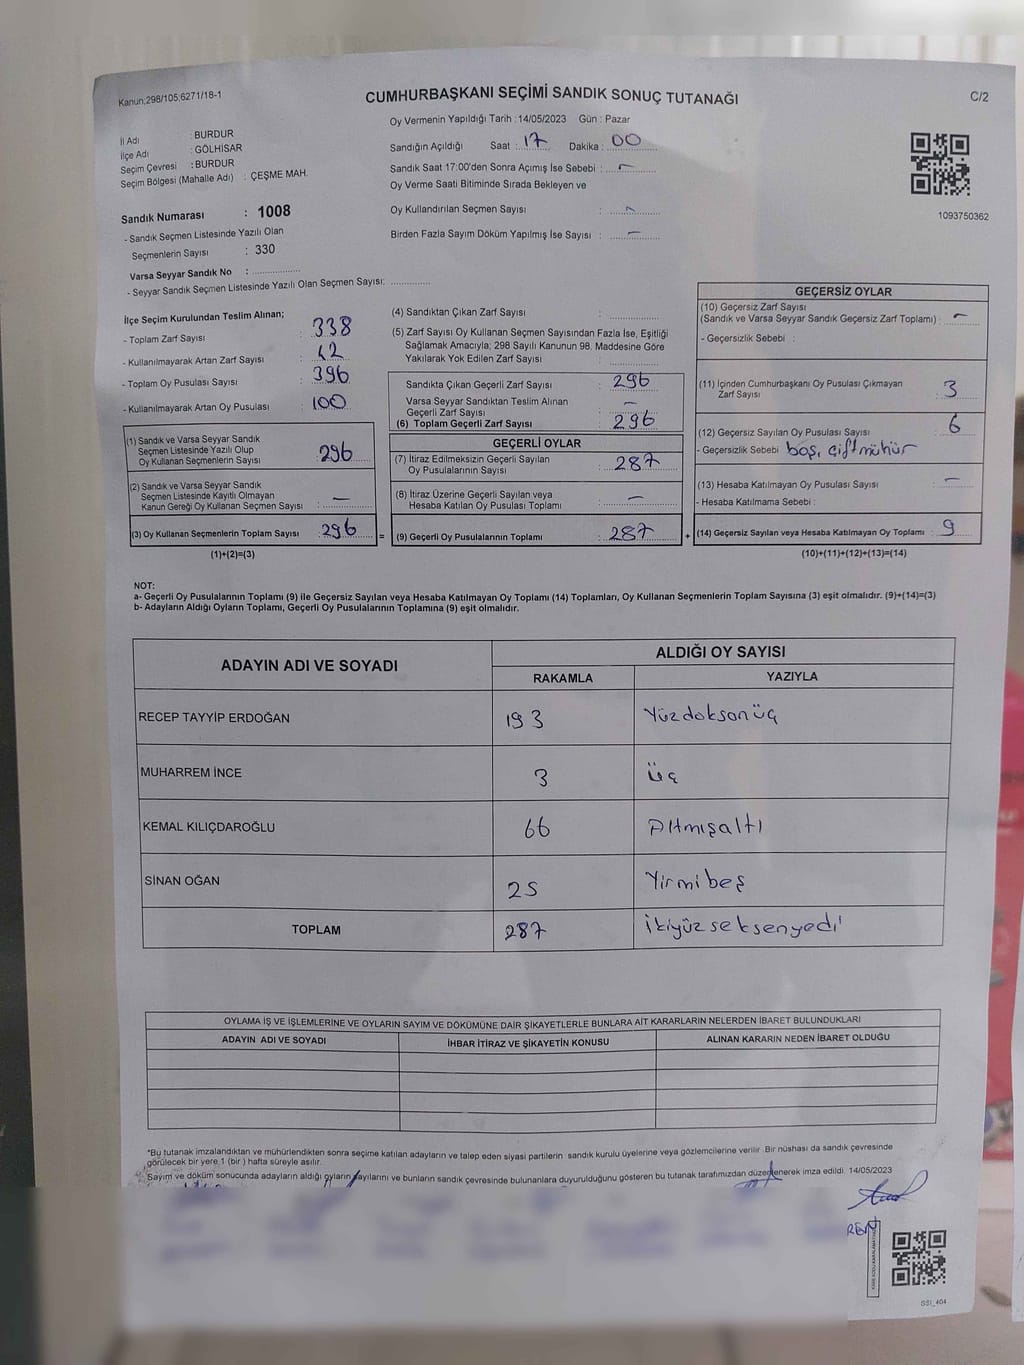 Kanun;298/105;6271/18-1
CUMHURBAŞKANI SEÇİMİ SANDIK SONUÇ TUTANAĞI
C/2
İl Adı : BURDUR
İlçe Adı : GÖLHİSAR
Seçim Çevresi : BURDUR
Seçim Bölgesi (Mahalle Adı) : ÇEŞME MAH.
Sandık Numarası : 1008
- Sandık Seçmen Listesinde Yazılı Olan
Seçmenlerin Sayısı : 330
Varsa Seyyar Sandık No : ..................
- Seyyar Sandık Seçmen Listesinde Yazılı Olan Seçmen Sayısı: ..............
Oy Vermenin Yapıldığı Tarih : 14/05/2023 Gün : Pazar
Sandığın Açıldığı Saat : 17 Dakika : 00
Sandık Saat 17:00'den Sonra Açımış İse Sebebi : –
Oy Verme Saati Bitiminde Sırada Bekleyen ve
Oy Kullandırılan Seçmen Sayısı : –
Birden Fazla Sayım Döküm Yapılmış İse Sayısı : –
1093750362
İlçe Seçim Kurulundan Teslim Alınan;
- Toplam Zarf Sayısı : 338
- Kullanılmayarak Artan Zarf Sayısı : 42
- Toplam Oy Pusulası Sayısı : 396
- Kullanılmayarak Artan Oy Pusulası : 100
(1) Sandık ve Varsa Seyyar Sandık
Seçmen Listesinde Yazılı Olup
Oy Kullanan Seçmenlerin Sayısı : 296
(2) Sandık ve Varsa Seyyar Sandık
Seçmen Listesinde Kayıtlı Olmayan
Kanun Gereği Oy Kullanan Seçmen Sayısı : –
(3) Oy Kullanan Seçmenlerin Toplam Sayısı : 296
(1)+(2)=(3)
(4) Sandıktan Çıkan Zarf Sayısı :
(5) Zarf Sayısı Oy Kullanan Seçmen Sayısından Fazla İse, Eşitliği
Sağlamak Amacıyla; 298 Sayılı Kanunun 98. Maddesine Göre
Yakılarak Yok Edilen Zarf Sayısı :
Sandıkta Çıkan Geçerli Zarf Sayısı : 296
Varsa Seyyar Sandıktan Teslim Alınan
Geçerli Zarf Sayısı : –
(6) Toplam Geçerli Zarf Sayısı : 296
GEÇERLİ OYLAR
(7) İtiraz Edilmeksizin Geçerli Sayılan
Oy Pusulalarının Sayısı : 287
(8) İtiraz Üzerine Geçerli Sayılan veya
Hesaba Katılan Oy Pusulası Toplamı : –
= (9) Geçerli Oy Pusulalarının Toplamı : 287 +
GEÇERSİZ OYLAR
(10) Geçersiz Zarf Sayısı
(Sandık ve Varsa Seyyar Sandık Geçersiz Zarf Toplamı) : –
- Geçersizlik Sebebi :
(11) İçinden Cumhurbaşkanı Oy Pusulası Çıkmayan
Zarf Sayısı : 3
(12) Geçersiz Sayılan Oy Pusulası Sayısı : 6
- Geçersizlik Sebebi : boş, çift mühür
(13) Hesaba Katılmayan Oy Pusulası Sayısı : –
- Hesaba Katılmama Sebebi :
(14) Geçersiz Sayılan veya Hesaba Katılmayan Oy Toplamı : 9
(10)+(11)+(12)+(13)=(14)
NOT:
a- Geçerli Oy Pusulalarının Toplamı (9) ile Geçersiz Sayılan veya Hesaba Katılmayan Oy Toplamı (14) Toplamları, Oy Kullanan Seçmenlerin Toplam Sayısına (3) eşit olmalıdır. (9)+(14)=(3)
b- Adayların Aldığı Oyların Toplamı, Geçerli Oy Pusulalarının Toplamına (9) eşit olmalıdır.
ADAYIN ADI VE SOYADI ALDIĞI OY SAYISI
RAKAMLA YAZIYLA
RECEP TAYYİP ERDOĞAN 193 Yüzdoksanüç
MUHARREM İNCE 3 Üç
KEMAL KILIÇDAROĞLU 66 Altmışaltı
SİNAN OĞAN 25 Yirmibeş
TOPLAM 287 İkiyüzseksenyedi
OYLAMA İŞ VE İŞLEMLERİNE VE OYLARIN SAYIM VE DÖKÜMÜNE DAİR ŞİKAYETLERLE BUNLARA AİT KARARLARIN NELERDEN İBARET BULUNDUKLARI
ADAYIN ADI VE SOYADI İHBAR İTİRAZ VE ŞİKAYETİN KONUSU ALINAN KARARIN NEDEN İBARET OLDUĞU
*Bu tutanak imzalandıktan ve mühürlendikten sonra seçime katılan adayların ve talep eden siyasi partilerin sandık kurulu üyelerine veya gözlemcilerine verilir. Bir nüshası da sandık çevresinde
görülecek bir yere 1 (bir ) hafta süreyle asılır.
Sayım ve döküm sonucunda adayların aldığı oyların sayılarını ve bunların sandık çevresinde bulunanlara duyurulduğunu gösteren bu tutanak tarafımızdan düzenlenerek imza edildi. 14/05/2023
SSI_404